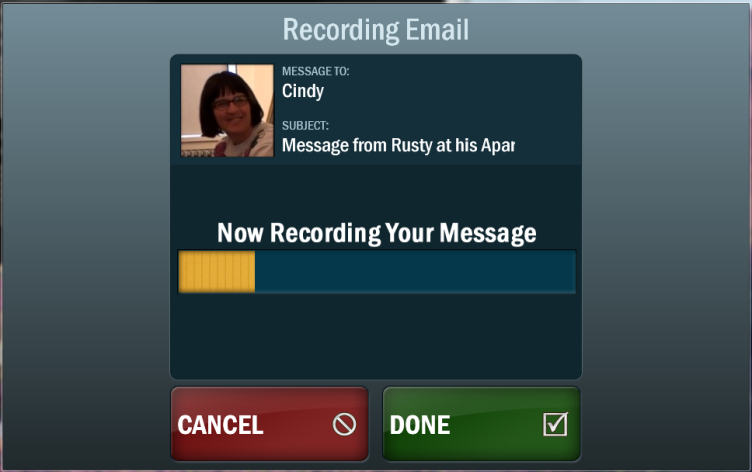 Recording Email
MESSAGE TO:
Cindy
SUBJECT:
Message from Rusty at his Apar
Now Recording Your Message
CANCEL
DONE